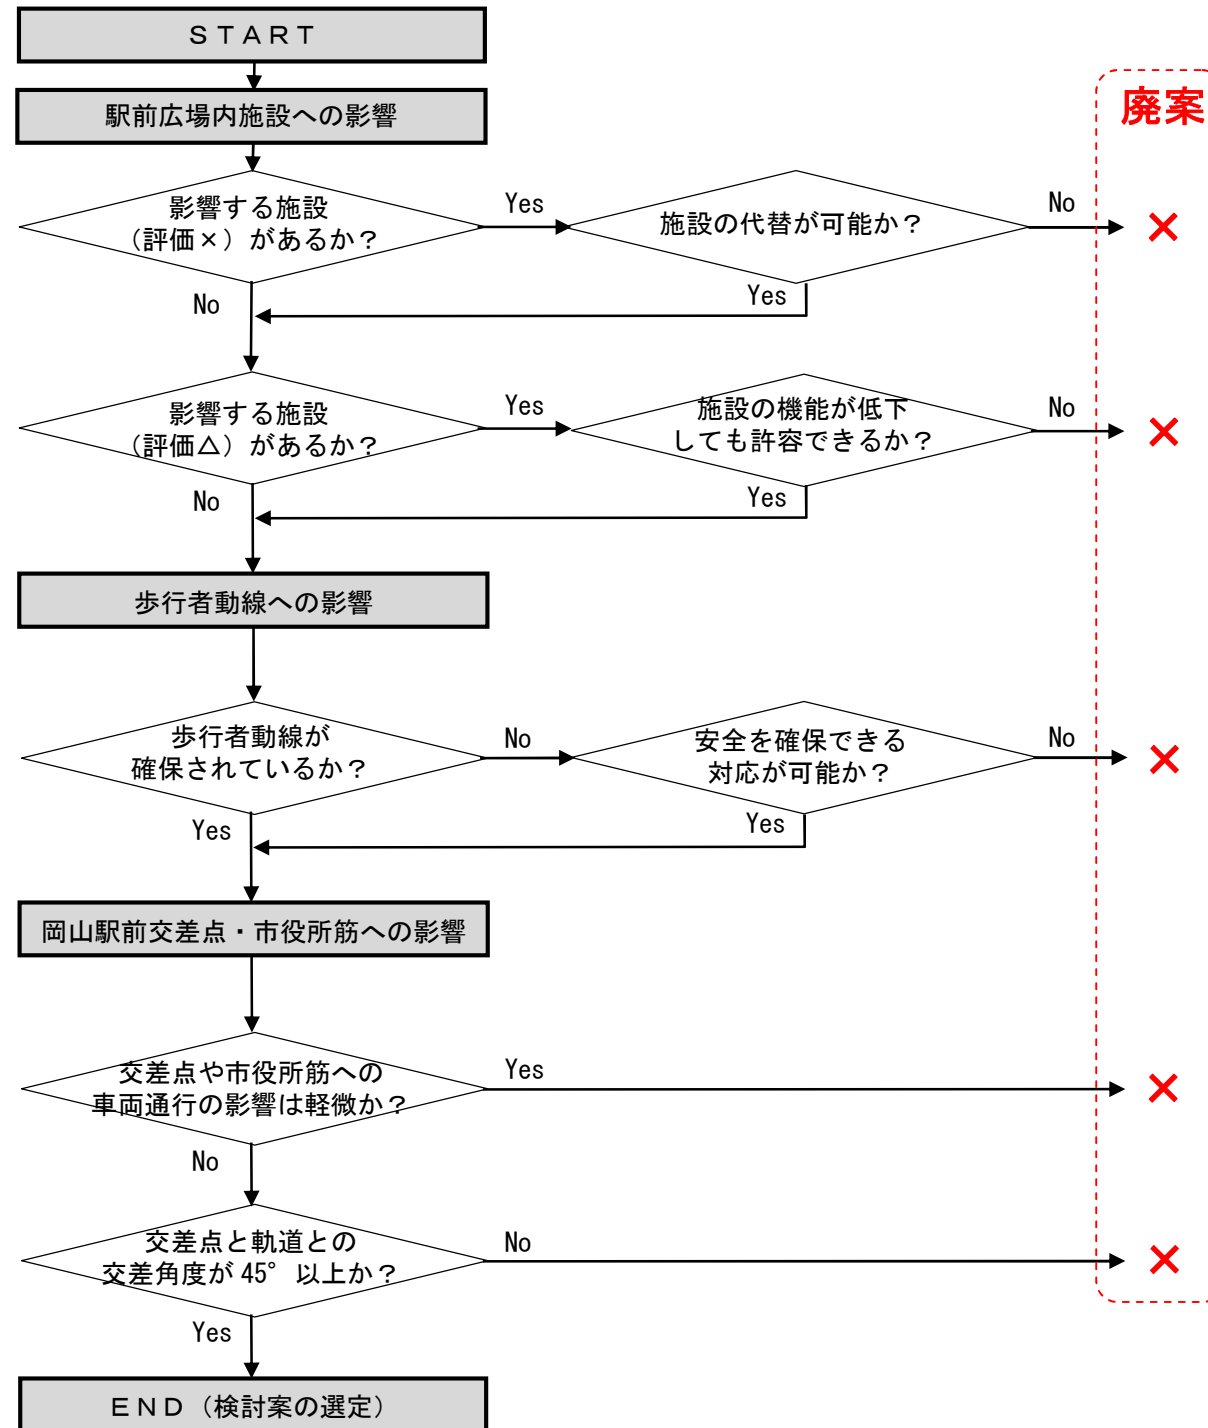 ＳＴＡＲＴ
廃案
駅前広場内施設への影響
影響する施設
（評価×）があるか？
Yes
施設の代替が可能か？
No
×
No
Yes
影響する施設
（評価△）があるか？
Yes
施設の機能が低下
しても許容できるか？
No
×
No
Yes
歩行者動線への影響
歩行者動線が
確保されているか？
No
安全を確保できる
対応が可能か？
No
×
Yes
Yes
岡山駅前交差点・市役所筋への影響
交差点や市役所筋への
車両通行の影響は軽微か？
Yes
×
No
交差点と軌道との
交差角度が 45° 以上か？
No
×
Yes
ＥＮＤ（検討案の選定）